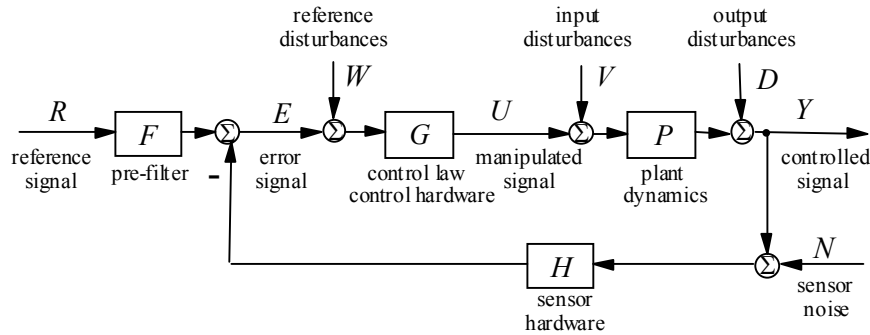 reference
disturbances
input
disturbances
output
disturbances
W
V
D
R
F
Σ
E
Σ
G
U
Σ
P
Σ
Y
reference
signal
pre-filter
-
error
signal
control law
control hardware
manipulated
signal
plant
dynamics
controlled
signal
H
Σ
N
sensor
hardware
sensor
noise